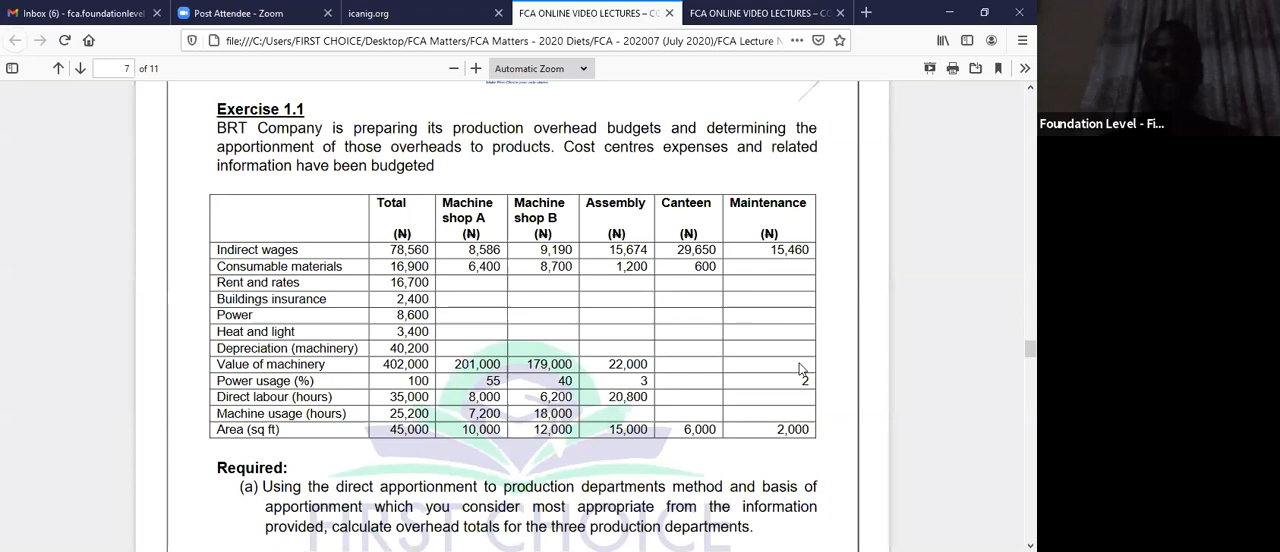 Inbox (6) - fca.foundationlevel
Post Attendee - Zoom
icanig.org
FCA ONLINE VIDEO LECTURES – CC
FCA ONLINE VIDEO LECTURES – CC
file:///C:/Users/FIRST CHOICE/Desktop/FCA Matters/FCA Matters - 2020 Diets/FCA - 202007 (July 2020)/FCA Lecture N
7 of 11
Automatic Zoom
Foundation Level - Fi...
Exercise 1.1
BRT Company is preparing its production overhead budgets and determining the
apportionment of those overheads to products. Cost centres expenses and related
information have been budgeted
Total Machine Machine Assembly Canteen Maintenance
shop A shop B
(₦) (₦) (₦) (₦) (₦) (₦)
Indirect wages 78,560 8,586 9,190 15,674 29,650 15,460
Consumable materials 16,900 6,400 8,700 1,200 600
Rent and rates 16,700
Buildings insurance 2,400
Power 8,600
Heat and light 3,400
Depreciation (machinery) 40,200
Value of machinery 402,000 201,000 179,000 22,000
Power usage (%) 100 55 40 3 2
Direct labour (hours) 35,000 8,000 6,200 20,800
Machine usage (hours) 25,200 7,200 18,000
Area (sq ft) 45,000 10,000 12,000 15,000 6,000 2,000
Required:
(a) Using the direct apportionment to production departments method and basis of
apportionment which you consider most appropriate from the information
provided, calculate overhead totals for the three production departments.
FIRST CHOICE